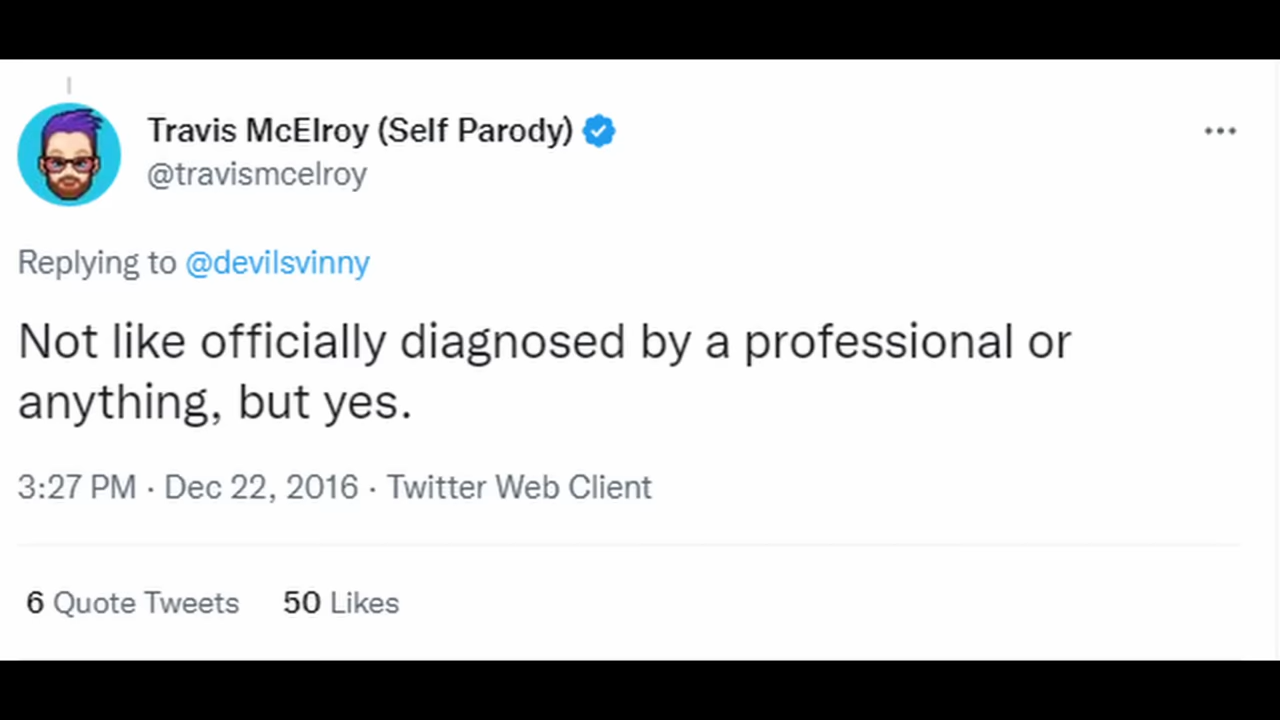 Travis McElroy (Self Parody)
@travismcelroy
Replying to @devilsvinny
Not like officially diagnosed by a professional or
anything, but yes.
3:27 PM · Dec 22, 2016 · Twitter Web Client
6 Quote Tweets 50 Likes